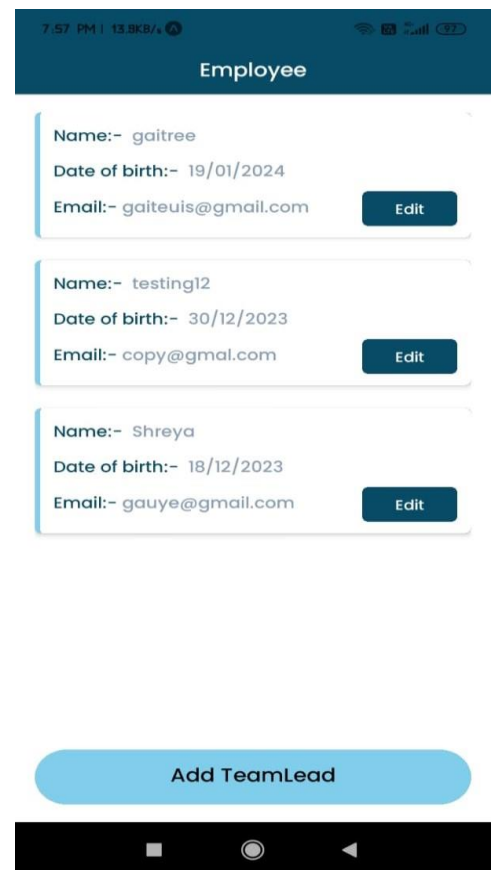 7:57 PM | 13.8KB/s
97
Employee
Name:- gaitree
Date of birth:- 19/01/2024
Email:- gaiteuis@gmail.com
Edit
Name:- testing12
Date of birth:- 30/12/2023
Email:- copy@gmal.com
Edit
Name:- Shreya
Date of birth:- 18/12/2023
Email:- gauye@gmail.com
Edit
Add TeamLead